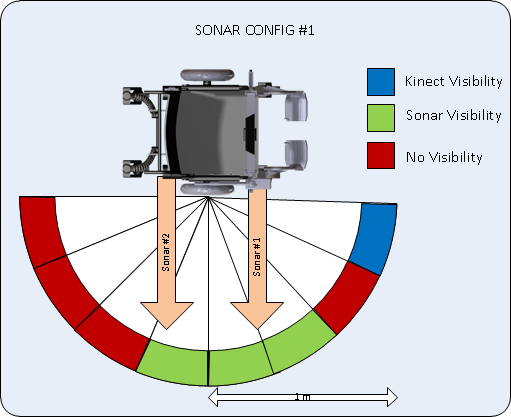 SONAR CONFIG #1
Kinect Visibility
Sonar Visibility
No Visibility
Sonar #2
Sonar #1
1 m